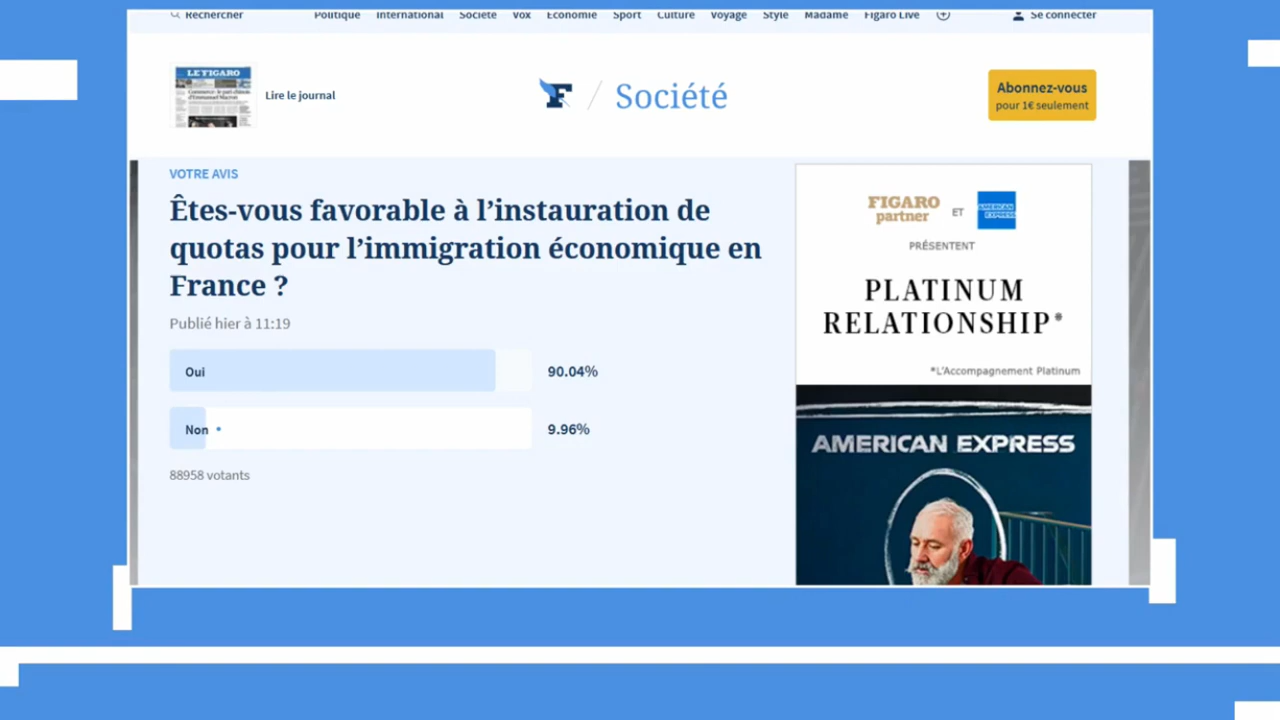 Rechercher
Politique International Société Vox Économie Sport Culture Voyage Style Madame Figaro Live
Se connecter
LE FIGARO
Lire le journal
F / Société
Abonnez-vous
pour 1€ seulement
VOTRE AVIS
Êtes-vous favorable à l’instauration de
quotas pour l’immigration économique en
France ?
Publié hier à 11:19
Oui 90.04%
Non 9.96%
88958 votants
FIGARO
partner
ET
AMERICAN
EXPRESS
PRÉSENTENT
PLATINUM
RELATIONSHIP*
*L'Accompagnement Platinum
AMERICAN EXPRESS